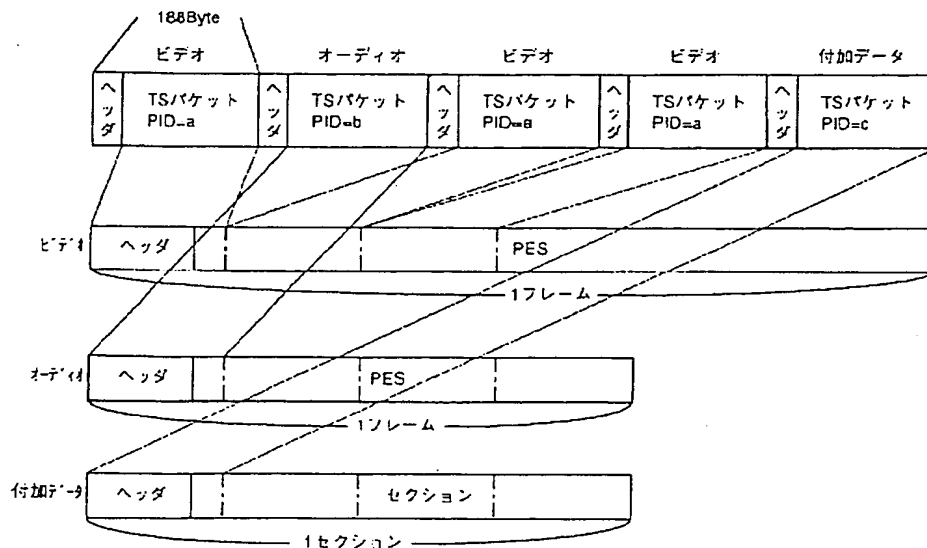 188Byte
ビデオ オーディオ ビデオ ビデオ 付加データ
ヘッダ TSパケット PID=a ヘッダ TSパケット PID=b ヘッダ TSパケット PID=a ヘッダ TSパケット PID=a ヘッダ TSパケット PID=c
ビデオ ヘッダ PES
1フレーム
オーディオ ヘッダ PES
1フレーム
付加データ ヘッダ セクション
1セクション